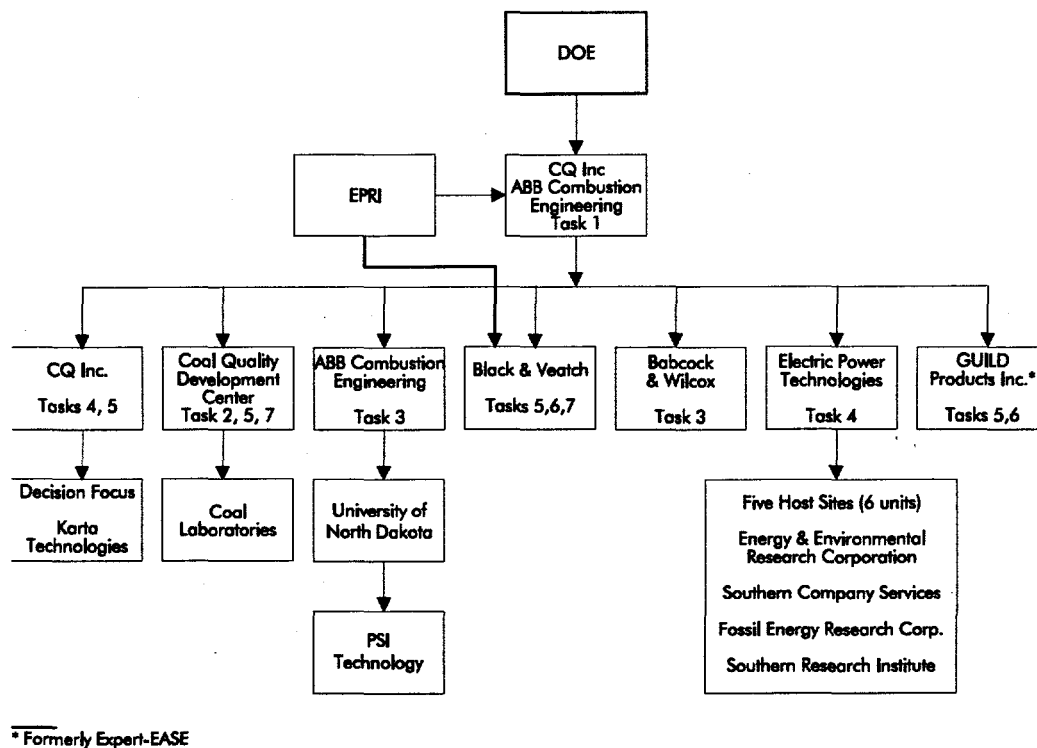 DOE
EPRI
CQ Inc
ABB Combustion
Engineering
Task 1
CQ Inc.
Tasks 4, 5
Coal Quality
Development
Center
Task 2, 5, 7
ABB Combustion
Engineering
Task 3
Black & Veatch
Tasks 5,6,7
Babcock
& Wilcox
Task 3
Electric Power
Technologies
Task 4
GUILD
Products Inc.*
Tasks 5,6
Decision Focus
Karta
Technologies
Coal
Laboratories
University of
North Dakota
PSI
Technology
Five Host Sites (6 units)
Energy & Environmental
Research Corporation
Southern Company Services
Fossil Energy Research Corp.
Southern Research Institute
* Formerly Expert-EASE